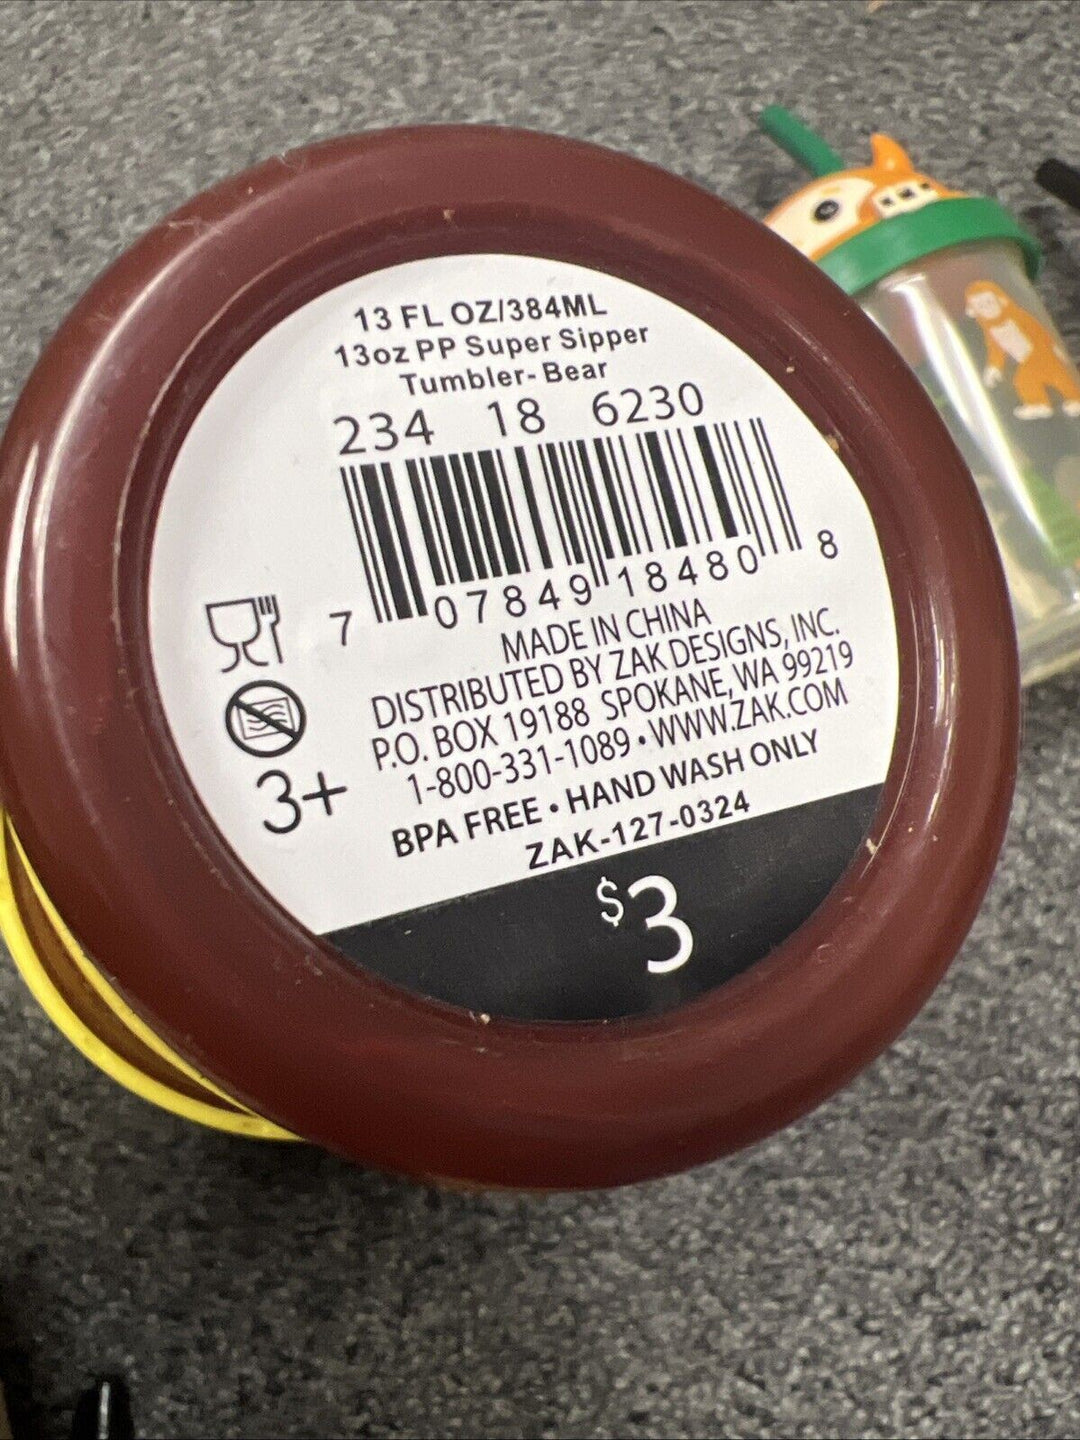 13 FL OZ/384ML
13oz PP Super Sipper
Tumbler- Bear
234 18 6230
7 07849 18480 8
MADE IN CHINA
DISTRIBUTED BY ZAK DESIGNS, INC.
P.O. BOX 19188 SPOKANE, WA 99219
1-800-331-1089 • WWW.ZAK.COM
BPA FREE • HAND WASH ONLY
ZAK-127-0324
3+
$3